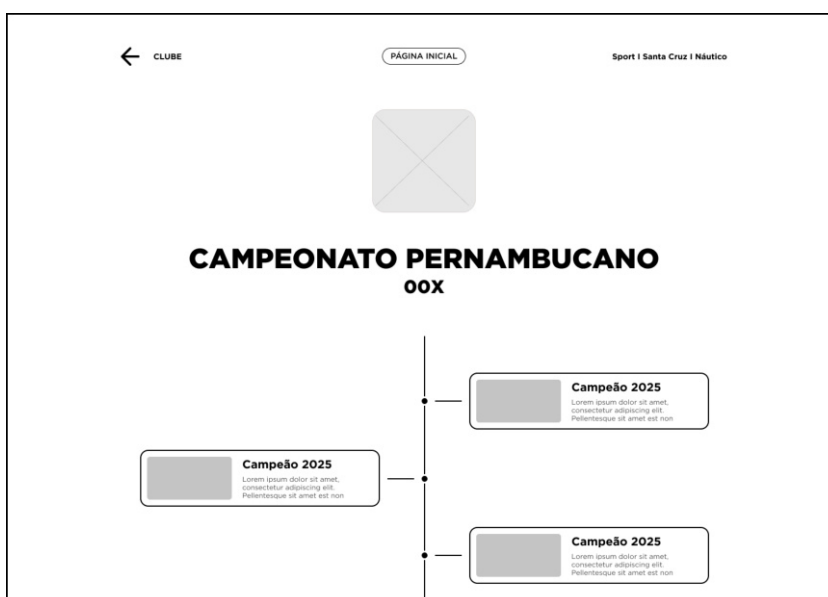 CLUBE
PÁGINA INICIAL
Sport I Santa Cruz I Náutico
CAMPEONATO PERNAMBUCANO
00X
Campeão 2025
Lorem ipsum dolor sit amet,
consectetur adipiscing elit.
Pellentesque sit amet est non
Campeão 2025
Lorem ipsum dolor sit amet,
consectetur adipiscing elit.
Pellentesque sit amet est non
Campeão 2025
Lorem ipsum dolor sit amet,
consectetur adipiscing elit.
Pellentesque sit amet est non